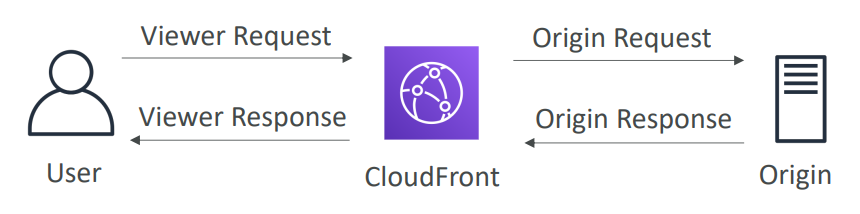 Viewer Request
Origin Request
Viewer Response
Origin Response
User
CloudFront
Origin